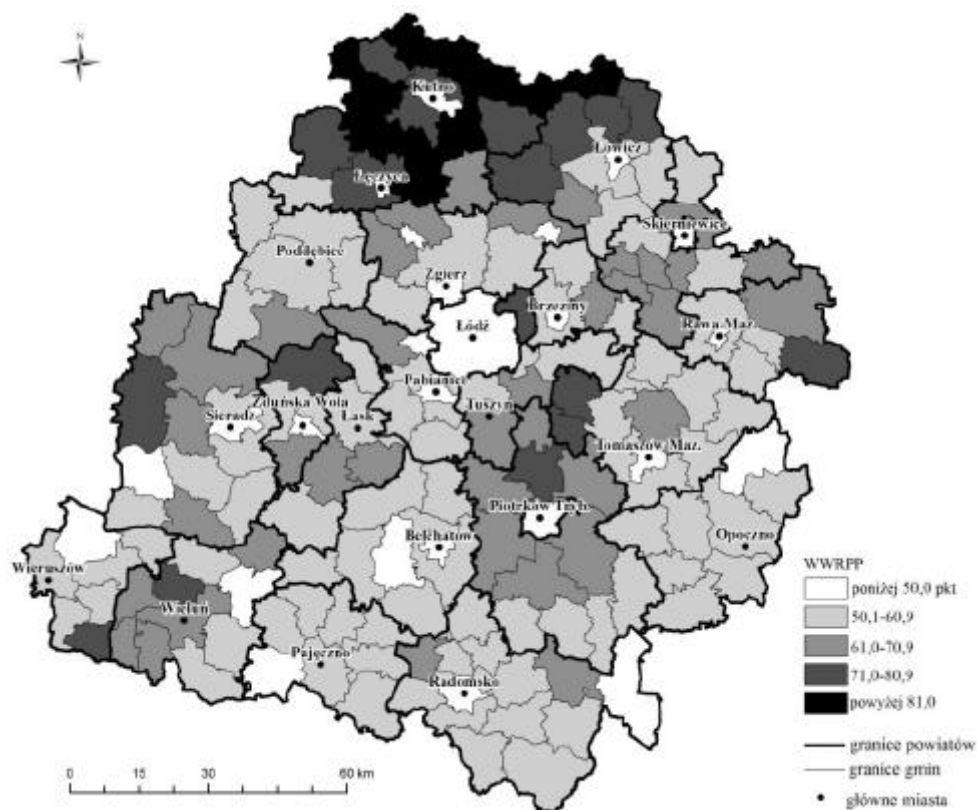 N
Kutno
Łowicz
Łęczyca
Skierniewice
Poddębice
Zgierz
Brzeziny
Rawa Maz.
Łódź
Pabianice
Zduńska Wola
Sieradz
Łask
Tuszyn
Tomaszów Maz.
Piotrków Tryb.
Bełchatów
Opoczno
Wieruszów
Wieluń
Pajęczno
Radomsko
WWRPP
poniżej 50,0 pkt
50,1-60,9
61,0-70,9
71,0-80,9
powyżej 81,0
granice powiatów
granice gmin
główne miasta
0 15 30 60 km